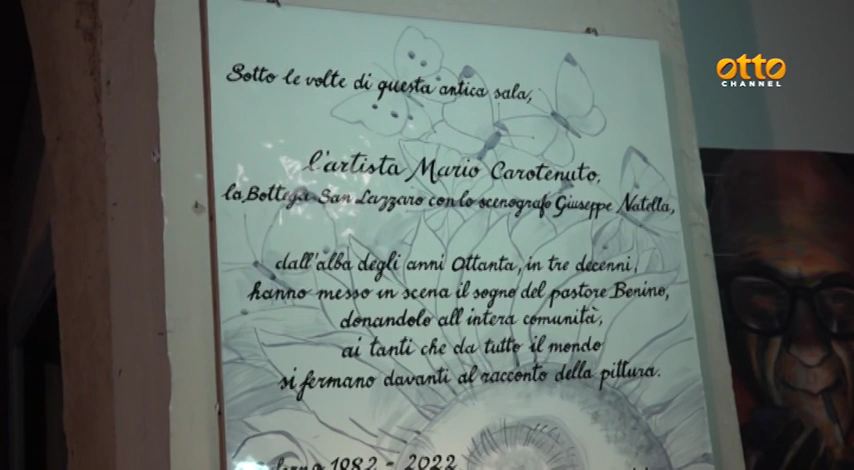 otto
CHANNEL
Sotto le volte di questa antica sala,
l'artista Mario Carotenuto,
la Bottega San Lazzaro con lo scenografo Giuseppe Natella,
dall'alba degli anni Ottanta, in tre decenni,
hanno messo in scena il sogno del pastore Benino,
donandolo all'intera comunità,
ai tanti che da tutto il mondo
si fermano davanti al racconto della pittura.
1982 - 2022